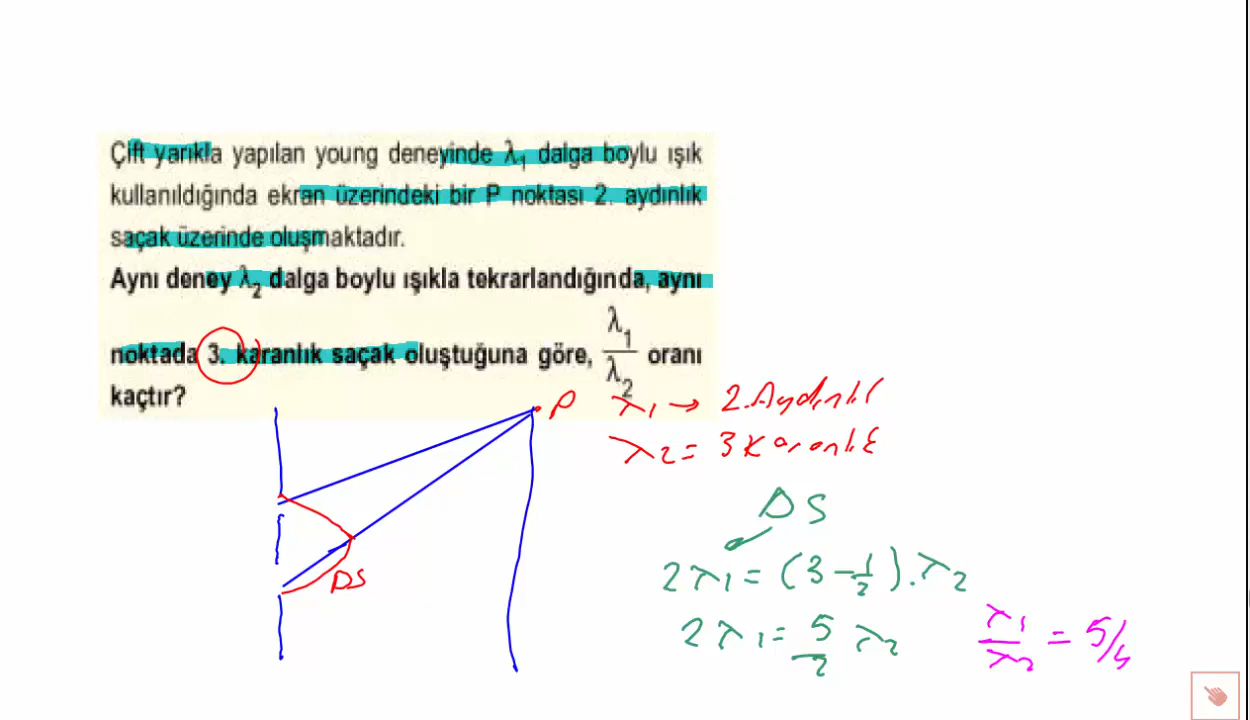 Çift yarıkla yapılan young deneyinde λ₁ dalga boylu ışık
kullanıldığında ekran üzerindeki bir P noktası 2. aydınlık
saçak üzerinde oluşmaktadır.
Aynı deney λ₂ dalga boylu ışıkla tekrarlandığında, aynı
noktada 3. karanlık saçak oluştuğuna göre, λ₁/λ₂ oranı
kaçtır?
P
λ₁ → 2.Aydınlık
λ₂ = 3 Karanlık
DS
DS
2λ₁ = (3 - 1/2).λ₂
2λ₁ = 5/2 λ₂
λ₁/λ₂ = 5/4